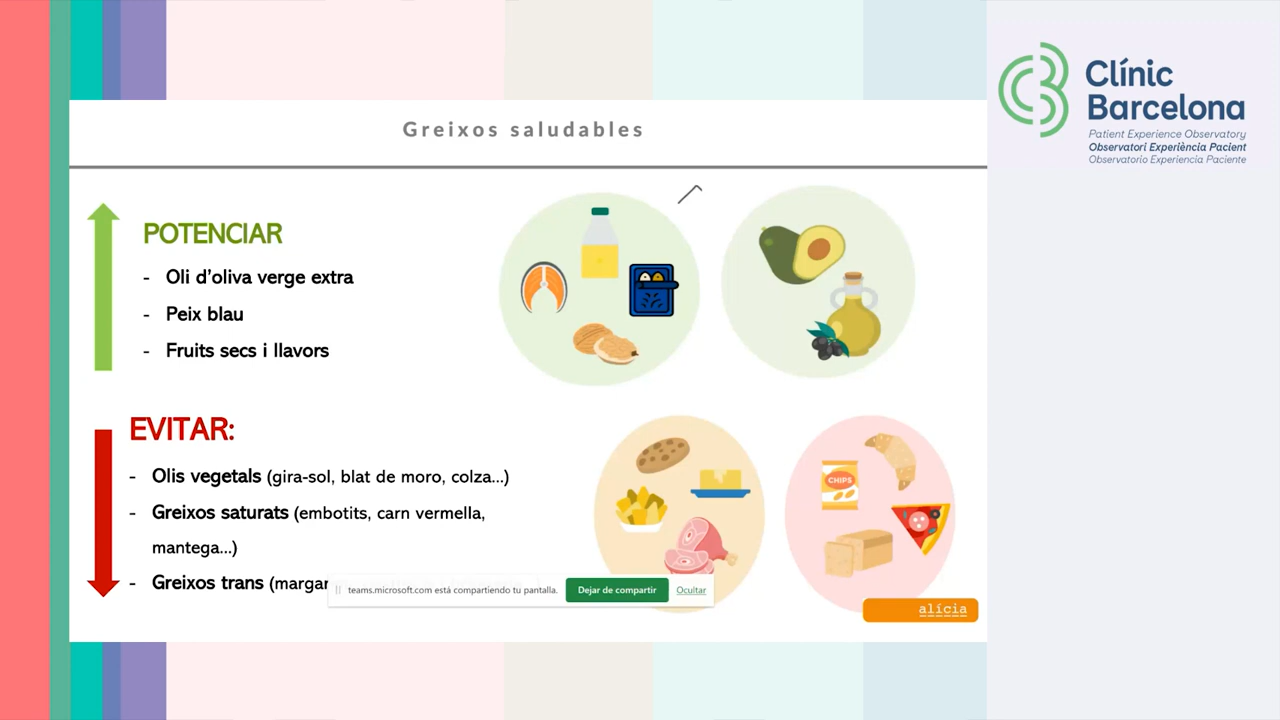 Clínic
Barcelona
Patient Experience Observatory
Observatori Experiència Pacient
Observatorio Experiencia Paciente
Greixos saludables
POTENCIAR
- Oli d'oliva verge extra
- Peix blau
- Fruits secs i llavors
EVITAR:
- Olis vegetals (gira-sol, blat de moro, colza...)
- Greixos saturats (embotits, carn vermella,
mantega...)
- Greixos trans (margar
CHIPS
teams.microsoft.com está compartiendo tu pantalla.
Dejar de compartir
Ocultar
alícia